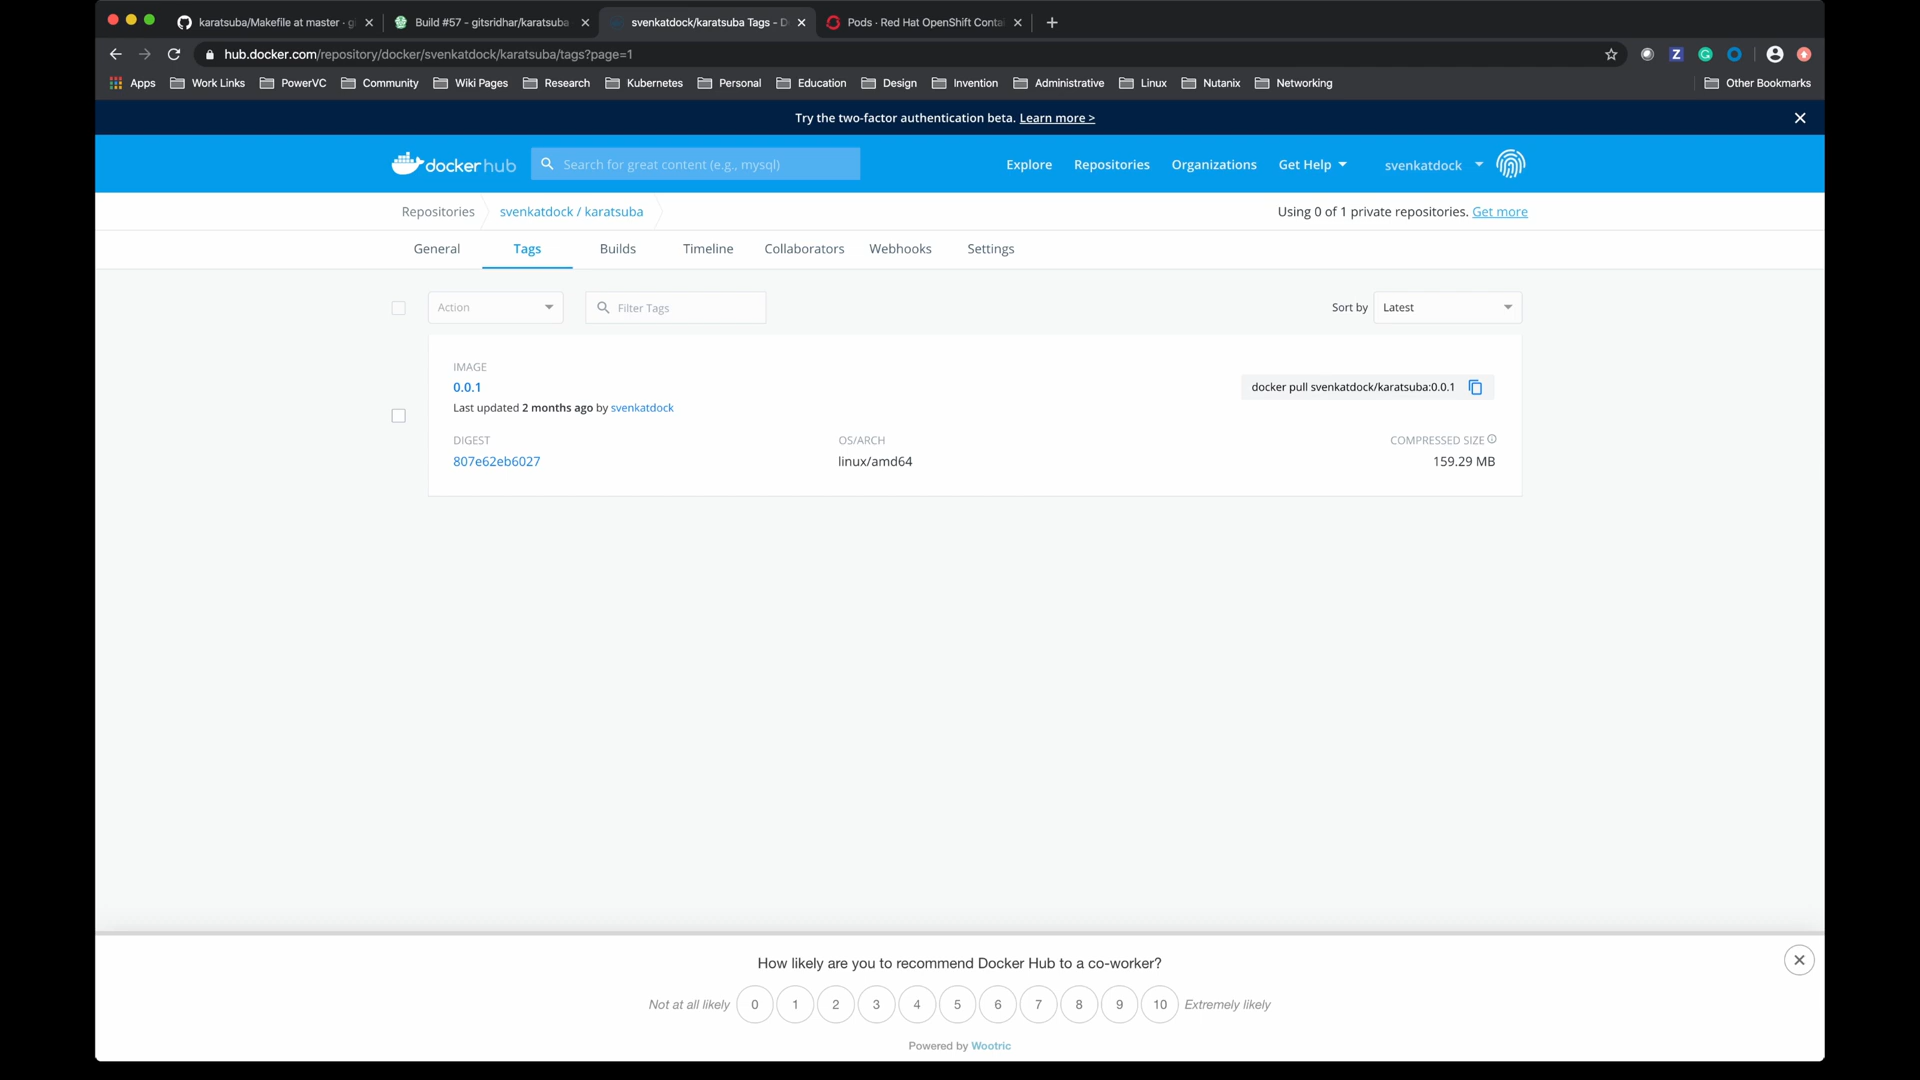 karatsuba/Makefile at master · g
Build #57 - gitsridhar/karatsuba
svenkatdock/karatsuba Tags - D
Pods · Red Hat OpenShift Conta
hub.docker.com/repository/docker/svenkatdock/karatsuba/tags?page=1
Apps Work Links PowerVC Community Wiki Pages Research Kubernetes Personal Education Design Invention Administrative Linux Nutanix Networking Other Bookmarks
Try the two-factor authentication beta. Learn more >
dockerhub Search for great content (e.g., mysql) Explore Repositories Organizations Get Help svenkatdock
Repositories svenkatdock / karatsuba Using 0 of 1 private repositories. Get more
General Tags Builds Timeline Collaborators Webhooks Settings
Action Filter Tags Sort by Latest
IMAGE
0.0.1 docker pull svenkatdock/karatsuba:0.0.1
Last updated 2 months ago by svenkatdock
DIGEST OS/ARCH COMPRESSED SIZE
807e62eb6027 linux/amd64 159.29 MB
How likely are you to recommend Docker Hub to a co-worker?
Not at all likely 0 1 2 3 4 5 6 7 8 9 10 Extremely likely
Powered by Wootric